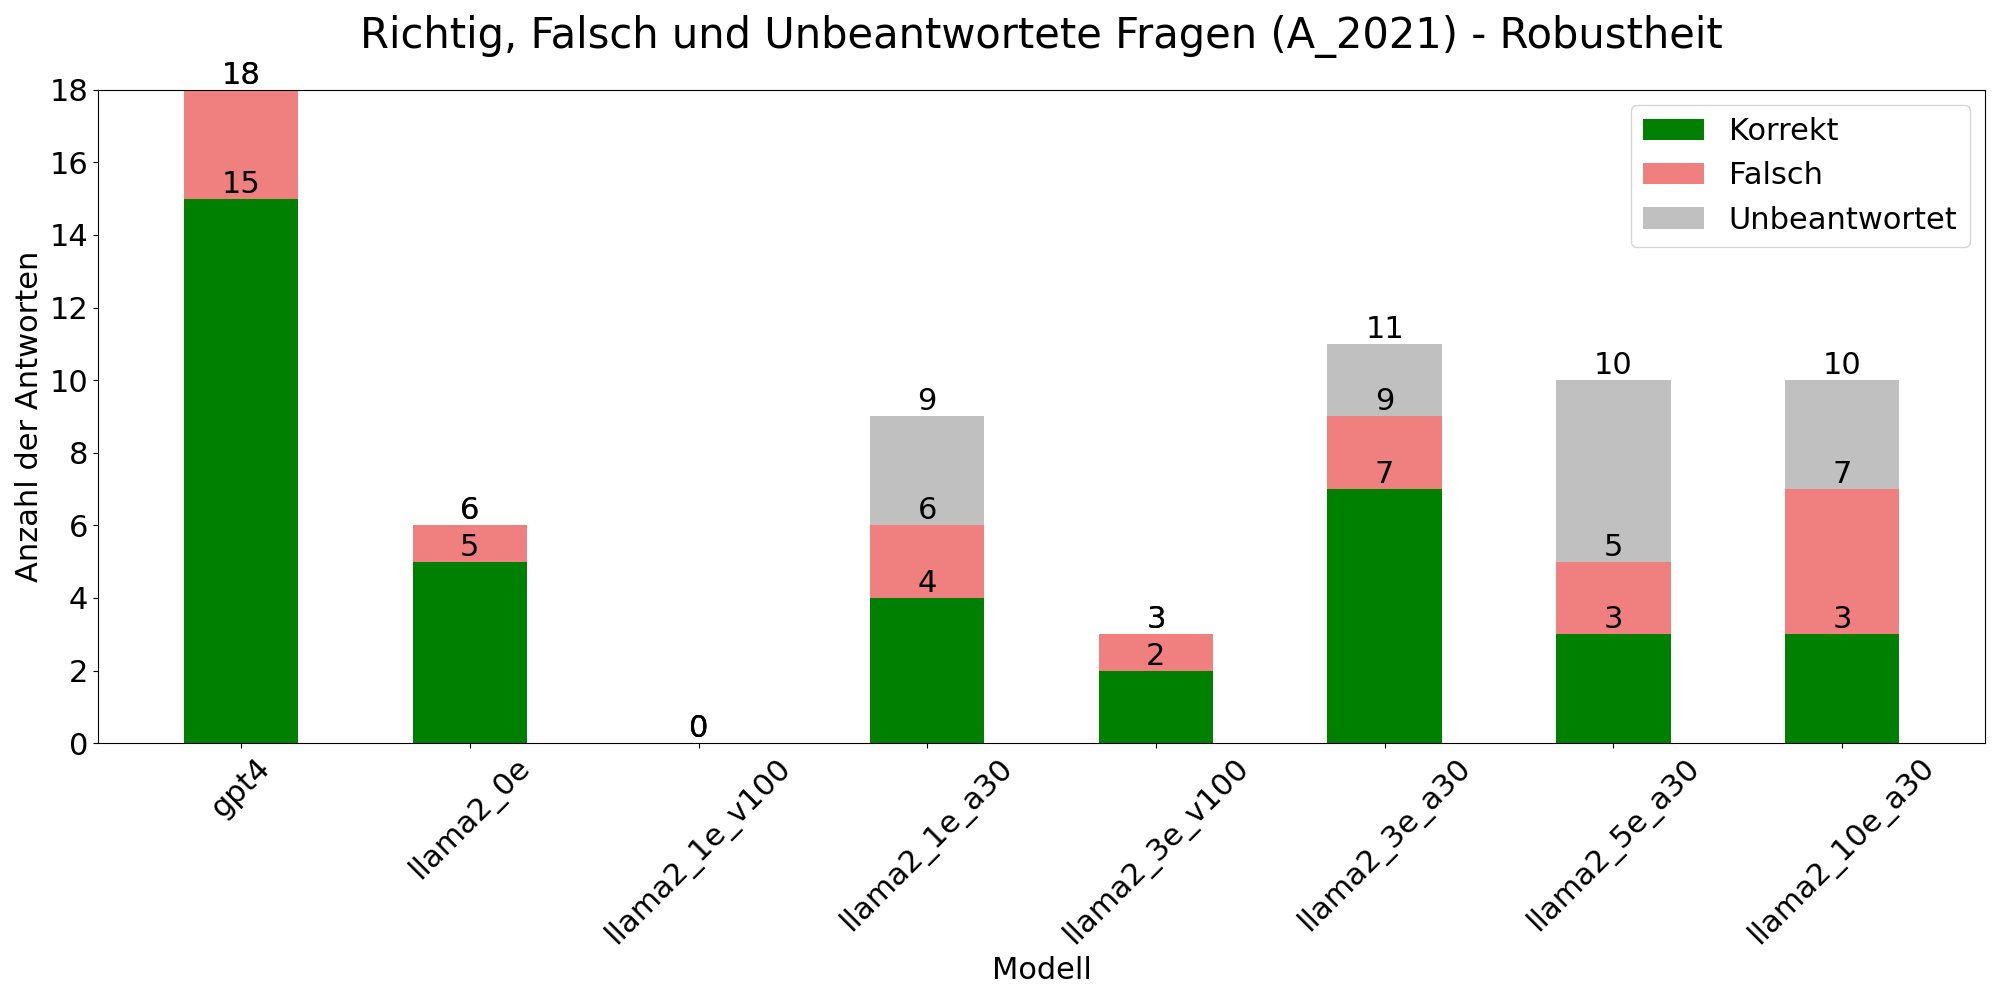 Richtig, Falsch und Unbeantwortete Fragen (A_2021) - Robustheit
Anzahl der Antworten
18
16
14
12
10
8
6
4
2
0
18
15
6
5
0
9
6
4
3
2
11
9
7
10
5
3
10
7
3
Korrekt
Falsch
Unbeantwortet
gpt4
llama2_0e
llama2_1e_v100
llama2_1e_a30
llama2_3e_v100
llama2_3e_a30
llama2_5e_a30
llama2_10e_a30
Modell